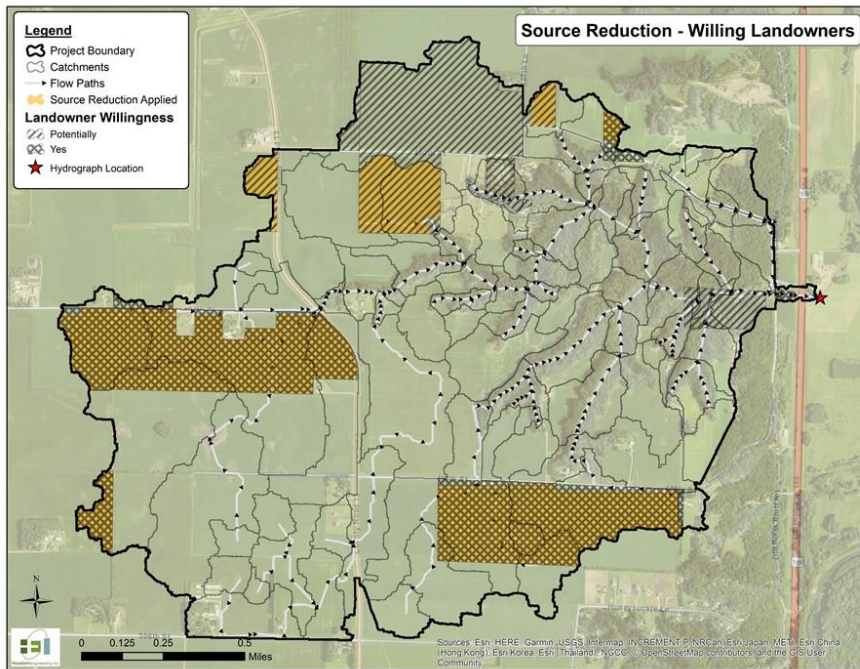 Source Reduction - Willing Landowners
Legend
Project Boundary
Catchments
Flow Paths
Source Reduction Applied
Landowner Willingness
Potentially
Yes
Hydrograph Location
N
0 0.125 0.25 0.5
Miles
Sources: Esri, HERE, Garmin, USGS, Intermap, INCREMENT P, NRCan, Esri Japan, METI, Esri China
(Hong Kong), Esri Korea, Esri (Thailand), NGCC, © OpenStreetMap contributors, and the GIS User
Community